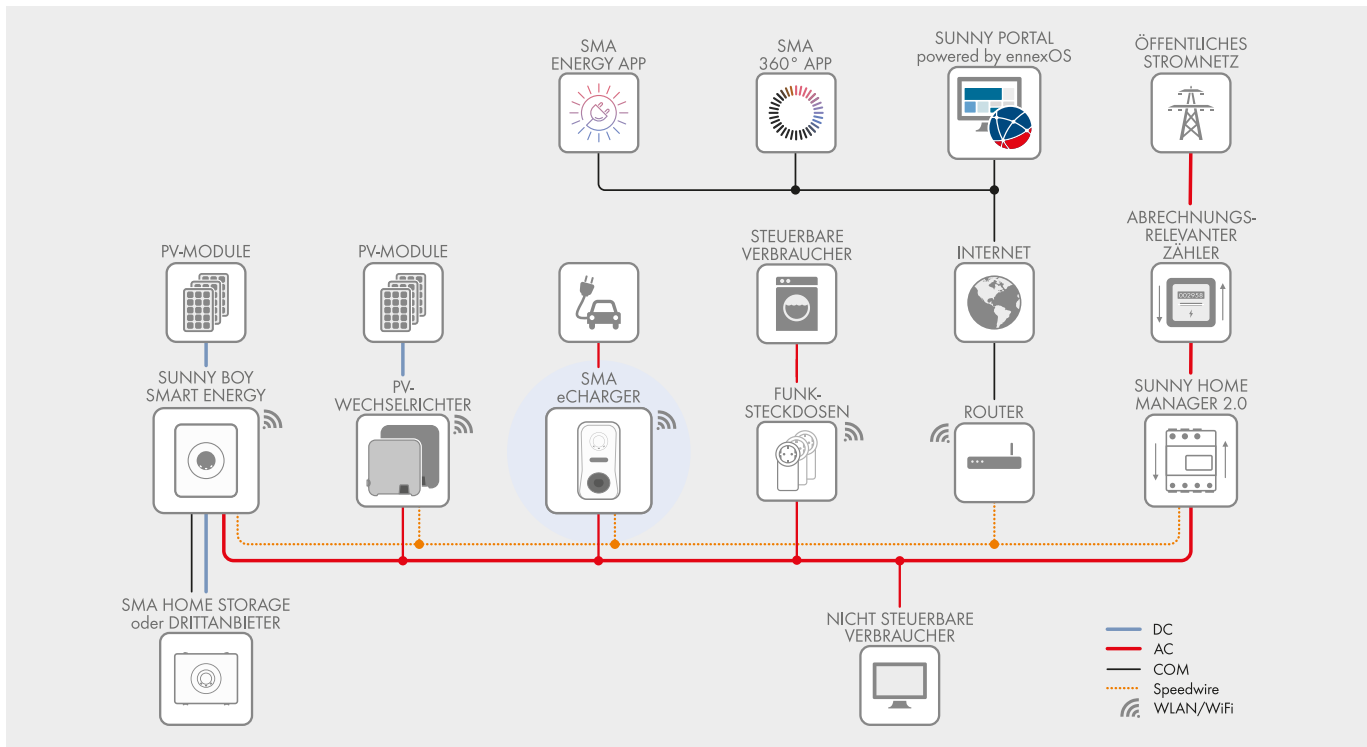 SMA
ENERGY APP
SMA
360° APP
SUNNY PORTAL
powered by ennexOS
ÖFFENTLICHES
STROMNETZ
PV-MODULE
PV-MODULE
STEUERBARE
VERBRAUCHER
INTERNET
ABRECHNUNGS-
RELEVANTER
ZÄHLER
SUNNY BOY
SMART ENERGY
PV-
WECHSELRICHTER
SMA
eCHARGER
FUNK-
STECKDOSEN
ROUTER
SUNNY HOME
MANAGER 2.0
SMA HOME STORAGE
oder DRITTANBIETER
NICHT STEUERBARE
VERBRAUCHER
DC
AC
COM
Speedwire
WLAN/WiFi